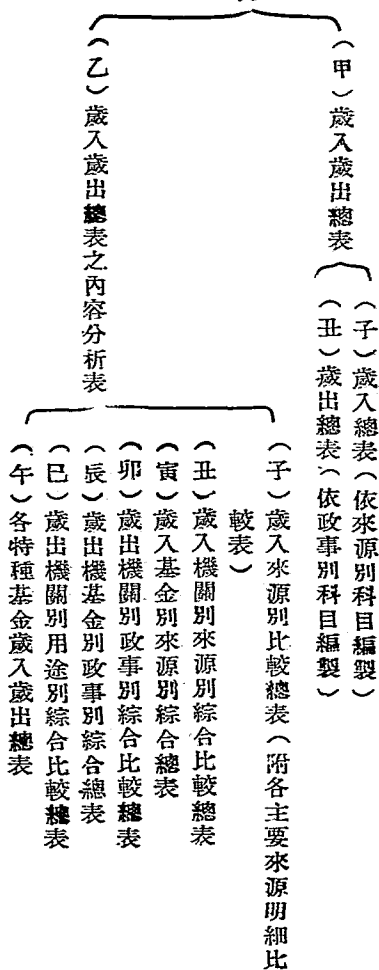 （甲）歲入歲出總表
（子）歲入總表（依來源別科目編製）
（丑）歲出總表（依政事別科目編製）
（乙）歲入歲出總表之內容分析表
（子）歲入來源別比較總表（附各主要來源明細比
較表）
（丑）歲入機關別來源別綜合比較總表
（寅）歲入基金別來源別綜合總表
（卯）歲出機關別政事別綜合比較總表
（辰）歲出機基金別政事別綜合總表
（巳）歲出機關別用途別綜合比較總表
（午）各特種基金歲入歲出總表